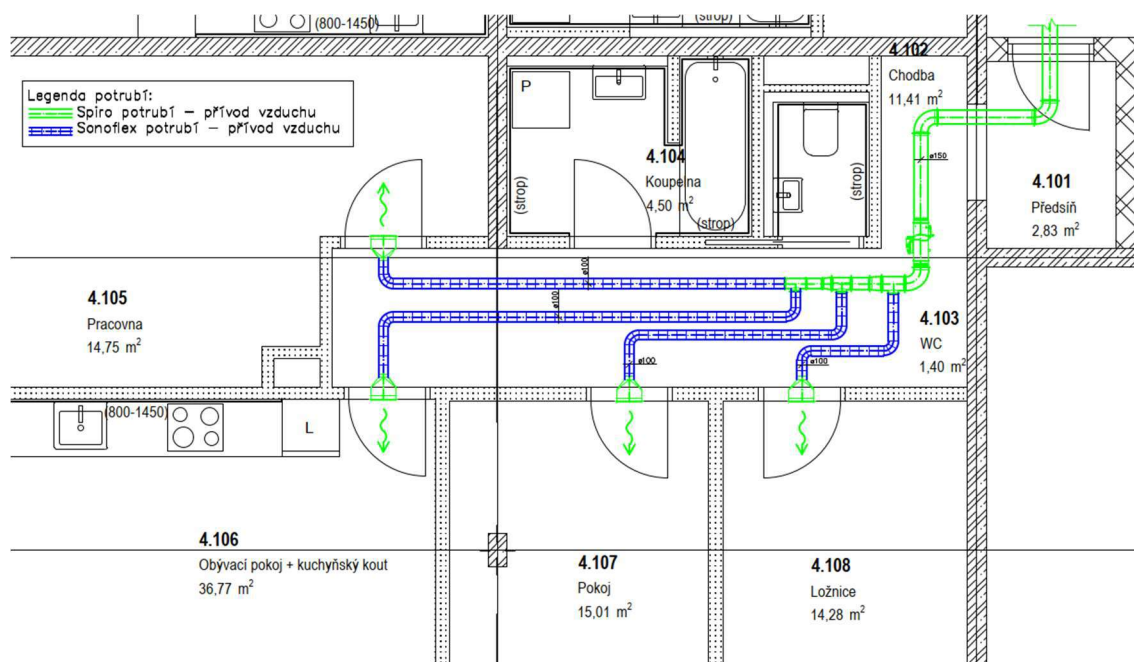 (800-1450)
(strop)
4.102
Chodba
11,41 m²
Legenda potrubí:
Spiro potrubí – přívod vzduchu
Sonoflex potrubí – přívod vzduchu
P
4.104
Koupelna
4,50 m²
(strop)
(strop)
(strop)
ø150
4.101
Předsíň
2,83 m²
ø100
ø100
4.105
Pracovna
14,75 m²
4.103
WC
1,40 m²
ø100
ø100
(800-1450)
L
4.106
Obývací pokoj + kuchyňský kout
36,77 m²
4.107
Pokoj
15,01 m²
4.108
Ložnice
14,28 m²